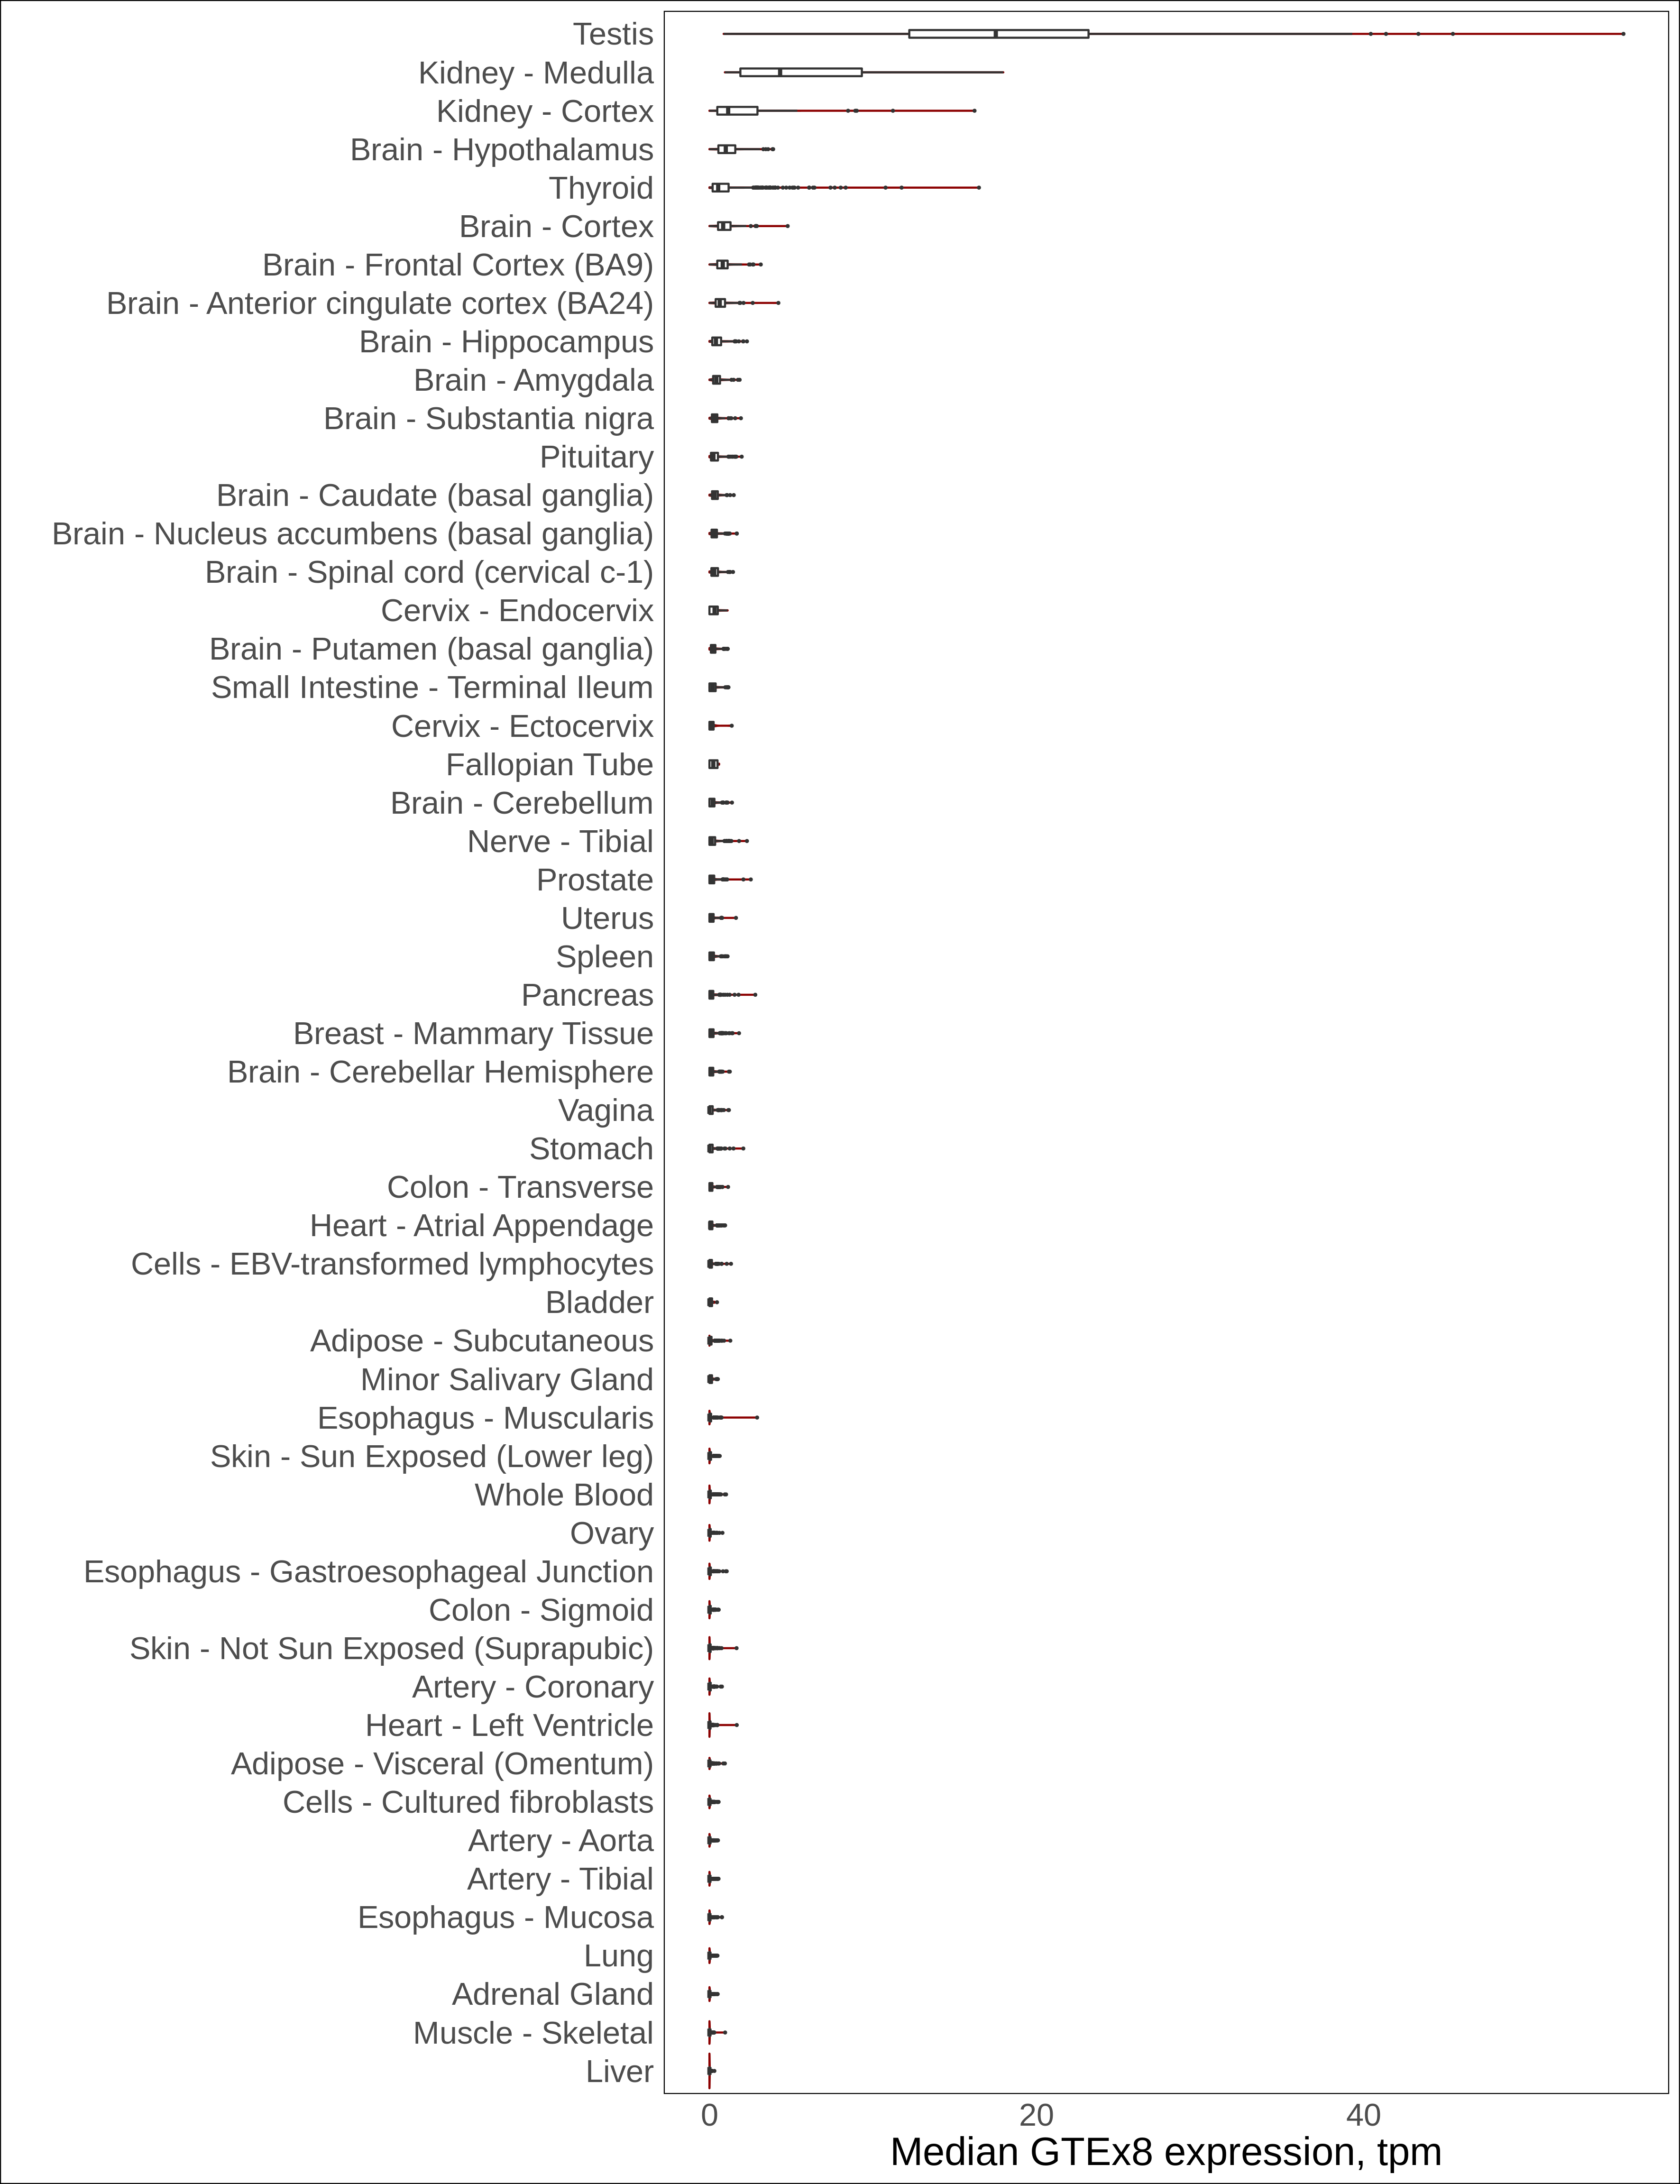 Testis
Kidney - Medulla
Kidney - Cortex
Brain - Hypothalamus
Thyroid
Brain - Cortex
Brain - Frontal Cortex (BA9)
Brain - Anterior cingulate cortex (BA24)
Brain - Hippocampus
Brain - Amygdala
Brain - Substantia nigra
Pituitary
Brain - Caudate (basal ganglia)
Brain - Nucleus accumbens (basal ganglia)
Brain - Spinal cord (cervical c-1)
Cervix - Endocervix
Brain - Putamen (basal ganglia)
Small Intestine - Terminal Ileum
Cervix - Ectocervix
Fallopian Tube
Brain - Cerebellum
Nerve - Tibial
Prostate
Uterus
Spleen
Pancreas
Breast - Mammary Tissue
Brain - Cerebellar Hemisphere
Vagina
Stomach
Colon - Transverse
Heart - Atrial Appendage
Cells - EBV-transformed lymphocytes
Bladder
Adipose - Subcutaneous
Minor Salivary Gland
Esophagus - Muscularis
Skin - Sun Exposed (Lower leg)
Whole Blood
Ovary
Esophagus - Gastroesophageal Junction
Colon - Sigmoid
Skin - Not Sun Exposed (Suprapubic)
Artery - Coronary
Heart - Left Ventricle
Adipose - Visceral (Omentum)
Cells - Cultured fibroblasts
Artery - Aorta
Artery - Tibial
Esophagus - Mucosa
Lung
Adrenal Gland
Muscle - Skeletal
Liver
0 20 40
Median GTEx8 expression, tpm